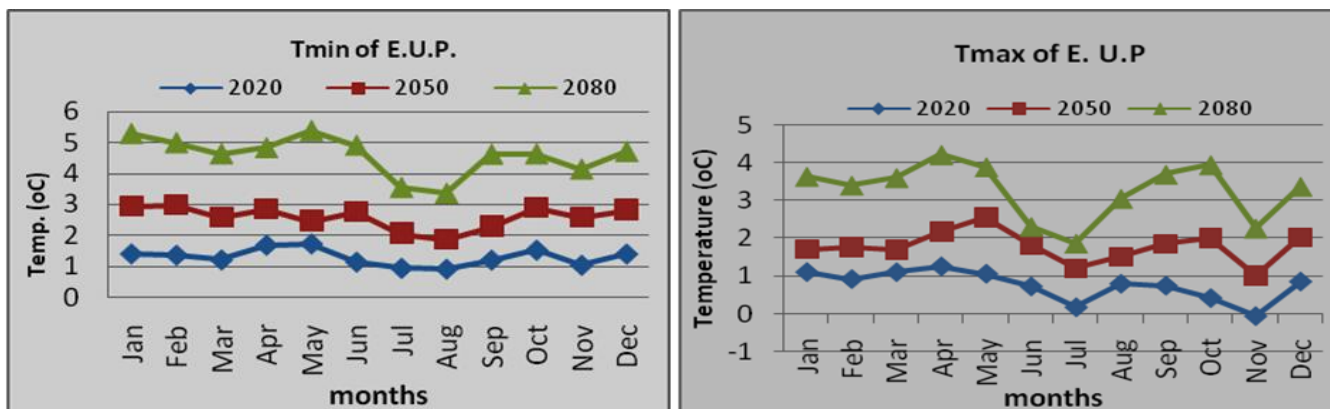 Tmin of E.U.P.
2020 2050 2080
6
5
4
3
2
1
0
Temp. (oC)
Jan Feb Mar Apr May Jun Jul Aug Sep Oct Nov Dec
months
Tmax of E. U.P
2020 2050 2080
5
4
3
2
1
0
-1
Temperature (oC)
Jan Feb Mar Apr May Jun Jul Aug Sep Oct Nov Dec
months